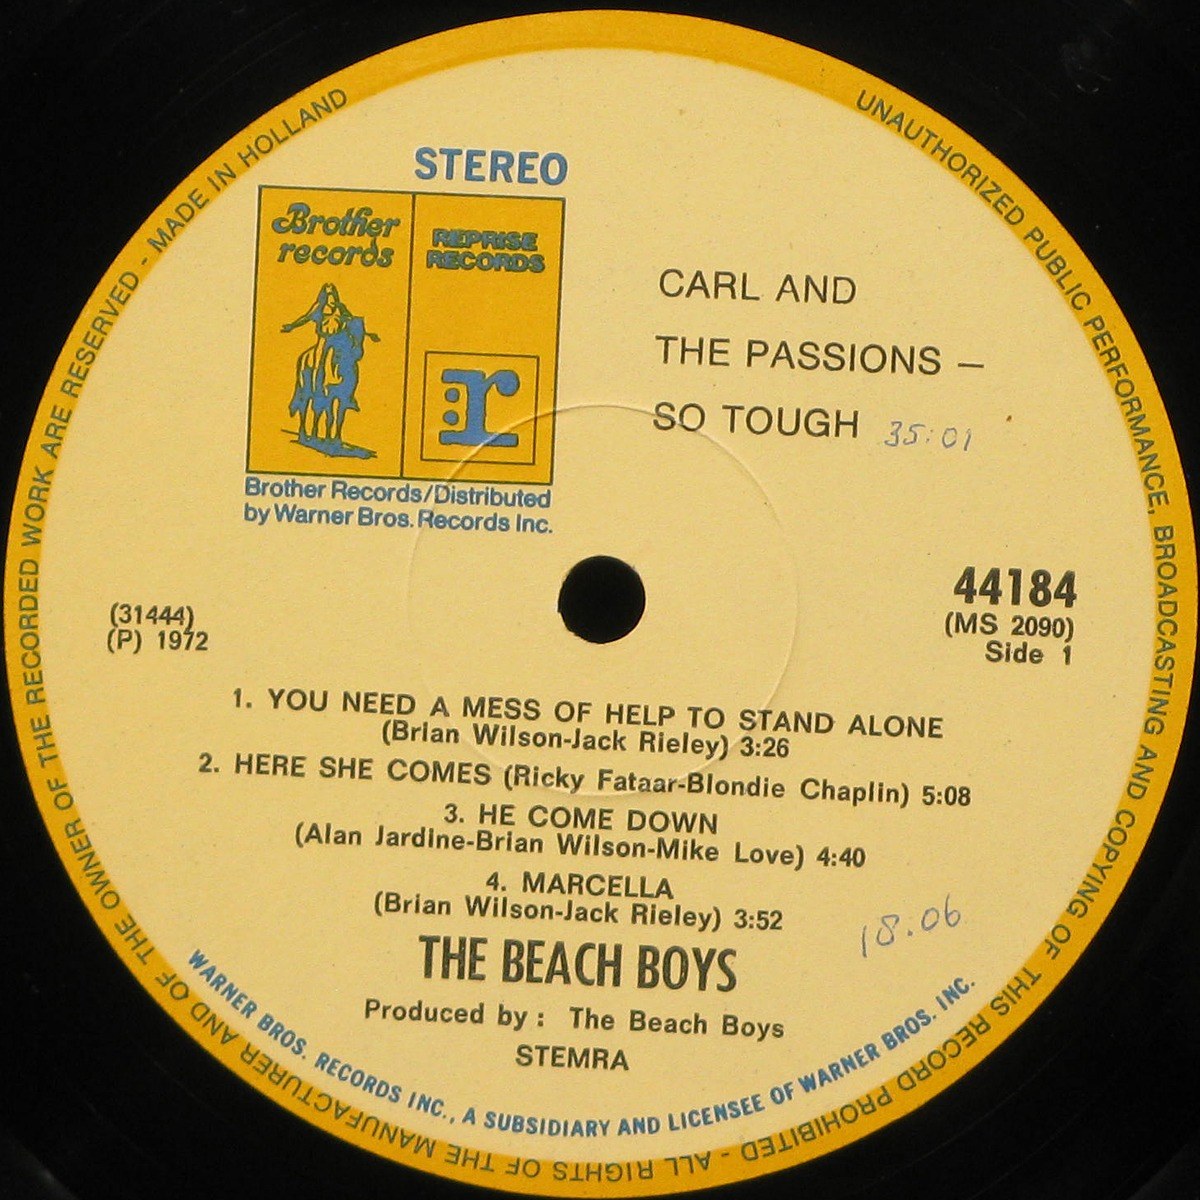 STEREO
Brother
records
REPRISE
RECORDS
r
Brother Records/Distributed
by Warner Bros. Records Inc.
CARL AND
THE PASSIONS —
SO TOUGH 35:01
44184
(MS 2090)
Side 1
(31444)
(P) 1972
1. YOU NEED A MESS OF HELP TO STAND ALONE
(Brian Wilson-Jack Rieley) 3:26
2. HERE SHE COMES (Ricky Fataar-Blondie Chaplin) 5:08
3. HE COME DOWN
(Alan Jardine-Brian Wilson-Mike Love) 4:40
4. MARCELLA
(Brian Wilson-Jack Rieley) 3:52
18.06
THE BEACH BOYS
Produced by : The Beach Boys
STEMRA
WARNER BROS. RECORDS INC., A SUBSIDIARY AND LICENSEE OF WARNER BROS. INC.
UNAUTHORIZED PUBLIC PERFORMANCE, BROADCASTING AND COPYING OF THIS RECORD PROHIBITED - ALL RIGHTS OF THE MANUFACTURER AND OF THE OWNER OF THE RECORDED WORK ARE RESERVED - MADE IN HOLLAND